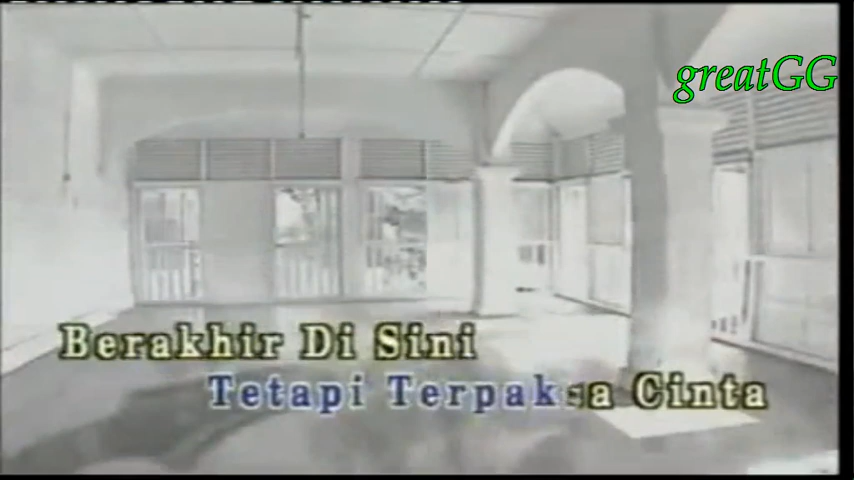 greatGG
Berakhir Di Sini
Tetapi Terpaksa Cinta